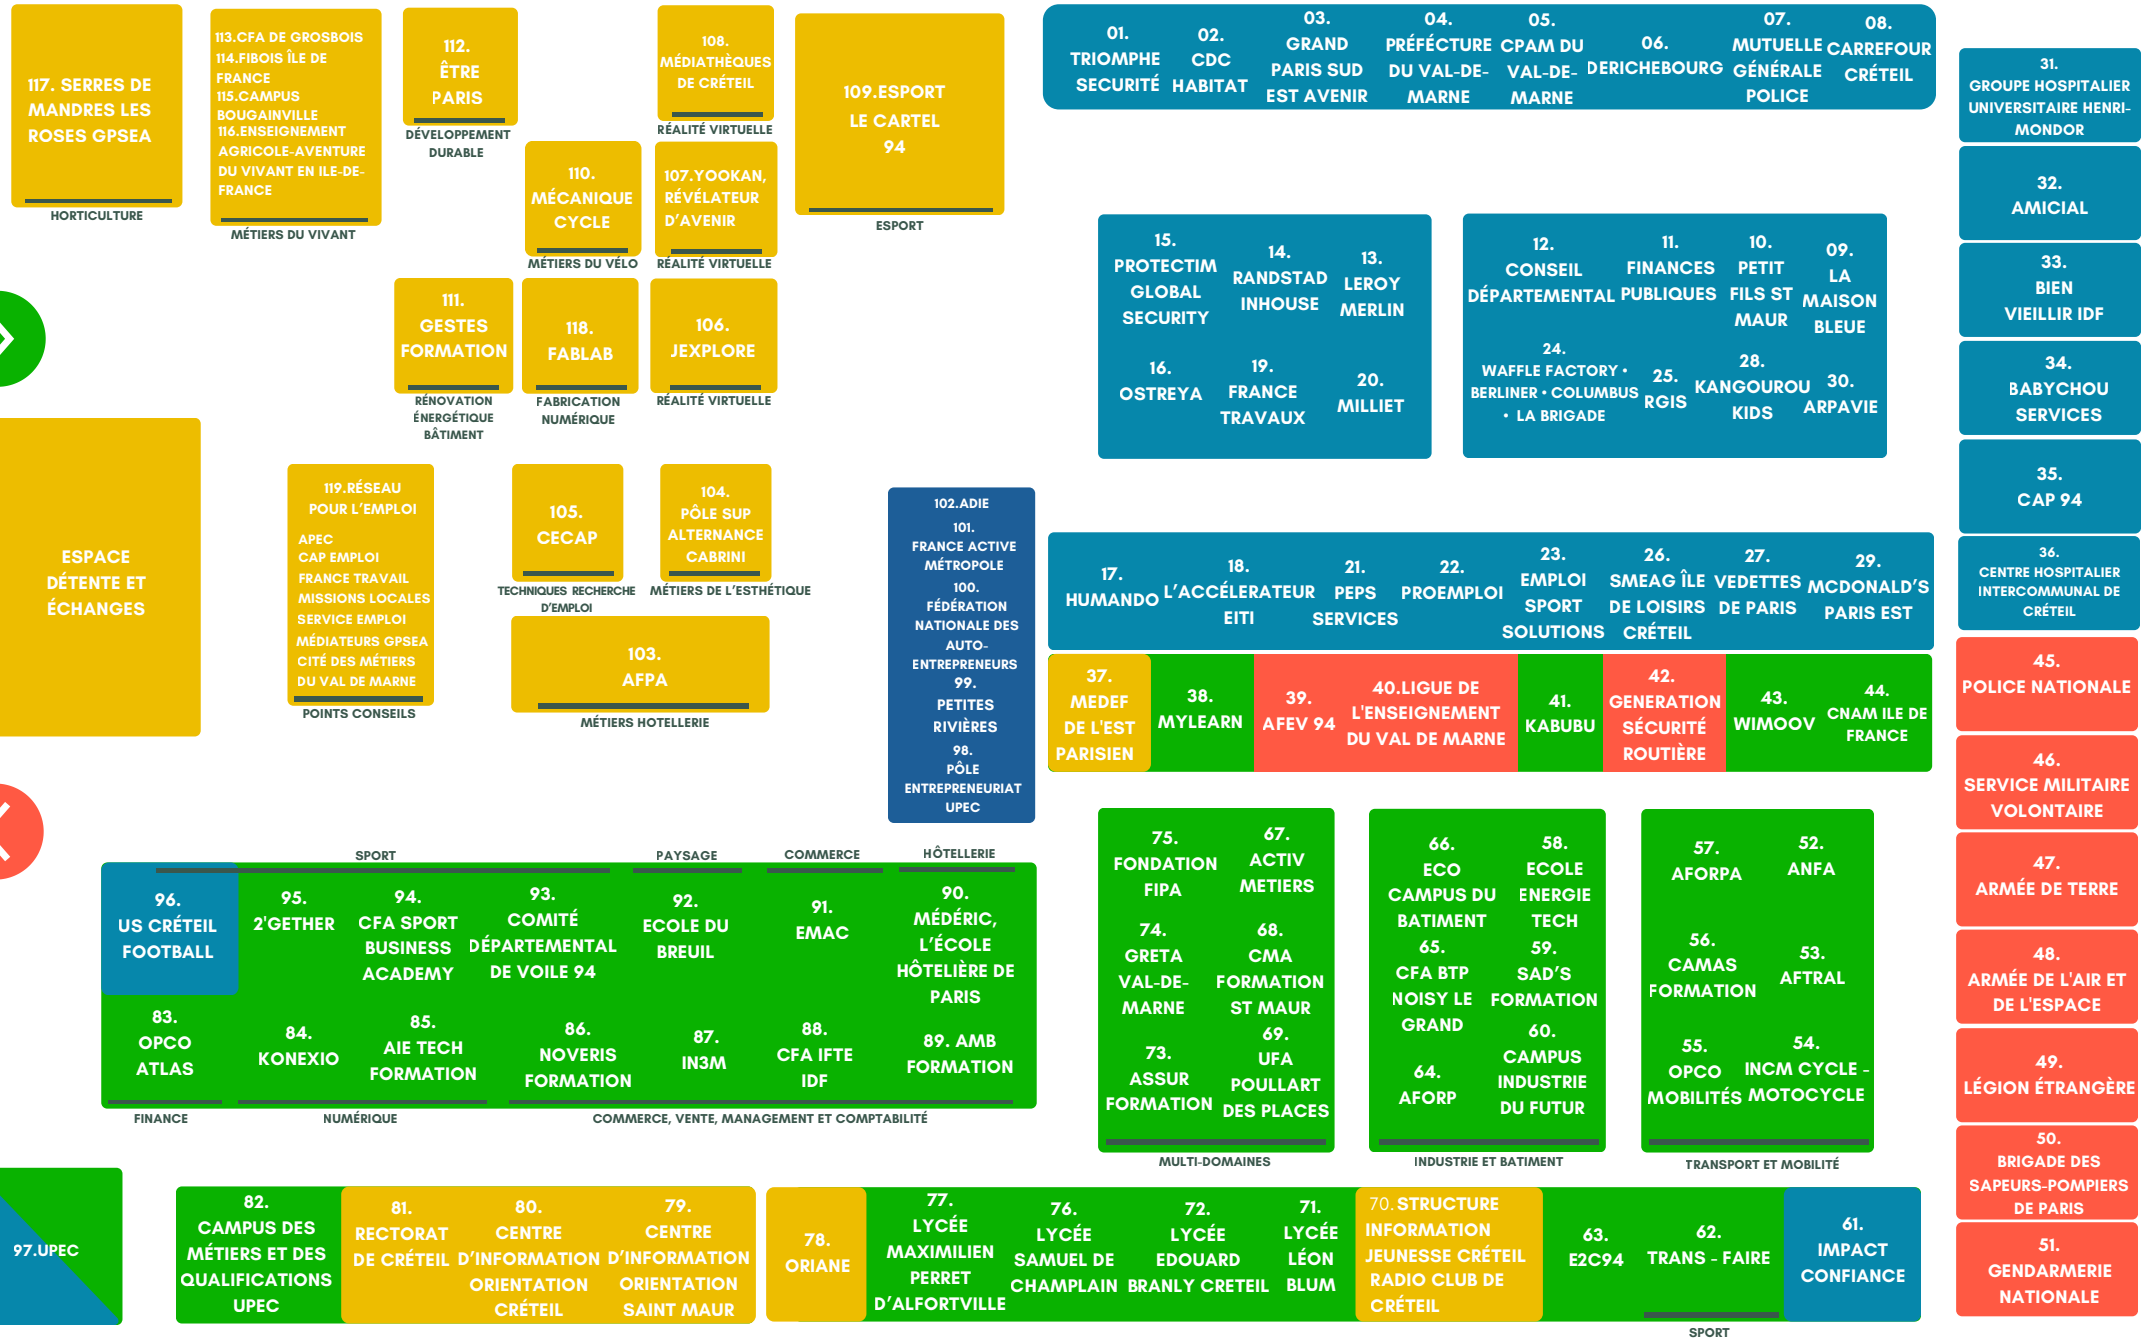 117. SERRES DE
MANDRES LES
ROSES GPSEA
HORTICULTURE
113.CFA DE GROSBOIS
114.FIBOIS ÎLE DE
FRANCE
115.CAMPUS
BOUGAINVILLE
116.ENSEIGNEMENT
AGRICOLE-AVENTURE
DU VIVANT EN ILE-DE-
FRANCE
MÉTIERS DU VIVANT
112.
ÊTRE
PARIS
DÉVELOPPEMENT
DURABLE
108.
MÉDIATHÈQUES
DE CRÉTEIL
RÉALITÉ VIRTUELLE
109.ESPORT
LE CARTEL
94
ESPORT
110.
MÉCANIQUE
CYCLE
MÉTIERS DU VÉLO
107.YOOKAN,
RÉVÉLATEUR
D'AVENIR
RÉALITÉ VIRTUELLE
111.
GESTES
FORMATION
RÉNOVATION
ÉNERGÉTIQUE
BÂTIMENT
118.
FABLAB
FABRICATION
NUMÉRIQUE
106.
JEXPLORE
RÉALITÉ VIRTUELLE
ESPACE
DÉTENTE ET
ÉCHANGES
119.RÉSEAU
POUR L'EMPLOI
APEC
CAP EMPLOI
FRANCE TRAVAIL
MISSIONS LOCALES
SERVICE EMPLOI
MÉDIATEURS GPSEA
CITÉ DES MÉTIERS
DU VAL DE MARNE
POINTS CONSEILS
105.
CECAP
TECHNIQUES RECHERCHE
D'EMPLOI
104.
PÔLE SUP
ALTERNANCE
CABRINI
MÉTIERS DE L'ESTHÉTIQUE
103.
AFPA
MÉTIERS HOTELLERIE
102.ADIE
101.
FRANCE ACTIVE
MÉTROPOLE
100.
FÉDÉRATION
NATIONALE DES
AUTO-
ENTREPRENEURS
99.
PETITES
RIVIÈRES
98.
PÔLE
ENTREPRENEURIAT
UPEC
01.
TRIOMPHE
SECURITÉ
02.
CDC
HABITAT
03.
GRAND
PARIS SUD
EST AVENIR
04.
PRÉFÉCTURE
DU VAL-DE-
MARNE
05.
CPAM DU
VAL-DE-
MARNE
06.
DERICHEBOURG
07.
MUTUELLE
GÉNÉRALE
POLICE
08.
CARREFOUR
CRÉTEIL
15.
PROTECTIM
GLOBAL
SECURITY
14.
RANDSTAD
INHOUSE
13.
LEROY
MERLIN
16.
OSTREYA
19.
FRANCE
TRAVAUX
20.
MILLIET
12.
CONSEIL
DÉPARTEMENTAL
11.
FINANCES
PUBLIQUES
10.
PETIT
FILS ST
MAUR
09.
LA
MAISON
BLEUE
24.
WAFFLE FACTORY •
BERLINER • COLUMBUS
• LA BRIGADE
25.
RGIS
28.
KANGOUROU
KIDS
30.
ARPAVIE
17.
HUMANDO
18.
L'ACCÉLERATEUR
EITI
21.
PEPS
SERVICES
22.
PROEMPLOI
23.
EMPLOI
SPORT
SOLUTIONS
26.
SMEAG ÎLE
DE LOISIRS
CRÉTEIL
27.
VEDETTES
DE PARIS
29.
MCDONALD'S
PARIS EST
37.
MEDEF
DE L'EST
PARISIEN
38.
MYLEARN
39.
AFEV 94
40.LIGUE DE
L'ENSEIGNEMENT
DU VAL DE MARNE
41.
KABUBU
42.
GENERATION
SÉCURITÉ
ROUTIÈRE
43.
WIMOOV
44.
CNAM ILE DE
FRANCE
31.
GROUPE HOSPITALIER
UNIVERSITAIRE HENRI-
MONDOR
32.
AMICIAL
33.
BIEN
VIEILLIR IDF
34.
BABYCHOU
SERVICES
35.
CAP 94
36.
CENTRE HOSPITALIER
INTERCOMMUNAL DE
CRÉTEIL
45.
POLICE NATIONALE
46.
SERVICE MILITAIRE
VOLONTAIRE
47.
ARMÉE DE TERRE
48.
ARMÉE DE L'AIR ET
DE L'ESPACE
49.
LÉGION ÉTRANGÈRE
50.
BRIGADE DES
SAPEURS-POMPIERS
DE PARIS
51.
GENDARMERIE
NATIONALE
SPORT
PAYSAGE
COMMERCE
HÔTELLERIE
96.
US CRÉTEIL
FOOTBALL
95.
2'GETHER
94.
CFA SPORT
BUSINESS
ACADEMY
93.
COMITÉ
DÉPARTEMENTAL
DE VOILE 94
92.
ECOLE DU
BREUIL
91.
EMAC
90.
MÉDÉRIC,
L'ÉCOLE
HÔTELIÈRE DE
PARIS
83.
OPCO
ATLAS
84.
KONEXIO
85.
AIE TECH
FORMATION
86.
NOVERIS
FORMATION
87.
IN3M
88.
CFA IFTE
IDF
89. AMB
FORMATION
FINANCE
NUMÉRIQUE
COMMERCE, VENTE, MANAGEMENT ET COMPTABILITÉ
75.
FONDATION
FIPA
67.
ACTIV
METIERS
74.
GRETA
VAL-DE-
MARNE
68.
CMA
FORMATION
ST MAUR
73.
ASSUR
FORMATION
69.
UFA
POULLART
DES PLACES
MULTI-DOMAINES
66.
ECO
CAMPUS DU
BATIMENT
58.
ECOLE
ENERGIE
TECH
65.
CFA BTP
NOISY LE
GRAND
59.
SAD'S
FORMATION
64.
AFORP
60.
CAMPUS
INDUSTRIE
DU FUTUR
INDUSTRIE ET BATIMENT
57.
AFORPA
52.
ANFA
56.
CAMAS
FORMATION
53.
AFTRAL
55.
OPCO
MOBILITÉS
54.
INCM CYCLE -
MOTOCYCLE
TRANSPORT ET MOBILITÉ
97.UPEC
82.
CAMPUS DES
MÉTIERS ET DES
QUALIFICATIONS
UPEC
81.
RECTORAT
DE CRÉTEIL
80.
CENTRE
D'INFORMATION
ORIENTATION
CRÉTEIL
79.
CENTRE
D'INFORMATION
ORIENTATION
SAINT MAUR
78.
ORIANE
77.
LYCÉE
MAXIMILIEN
PERRET
D'ALFORTVILLE
76.
LYCÉE
SAMUEL DE
CHAMPLAIN
72.
LYCÉE
EDOUARD
BRANLY CRETEIL
71.
LYCÉE
LÉON
BLUM
70.STRUCTURE
INFORMATION
JEUNESSE CRÉTEIL
RADIO CLUB DE
CRÉTEIL
63.
E2C94
62.
TRANS - FAIRE
SPORT
61.
IMPACT
CONFIANCE